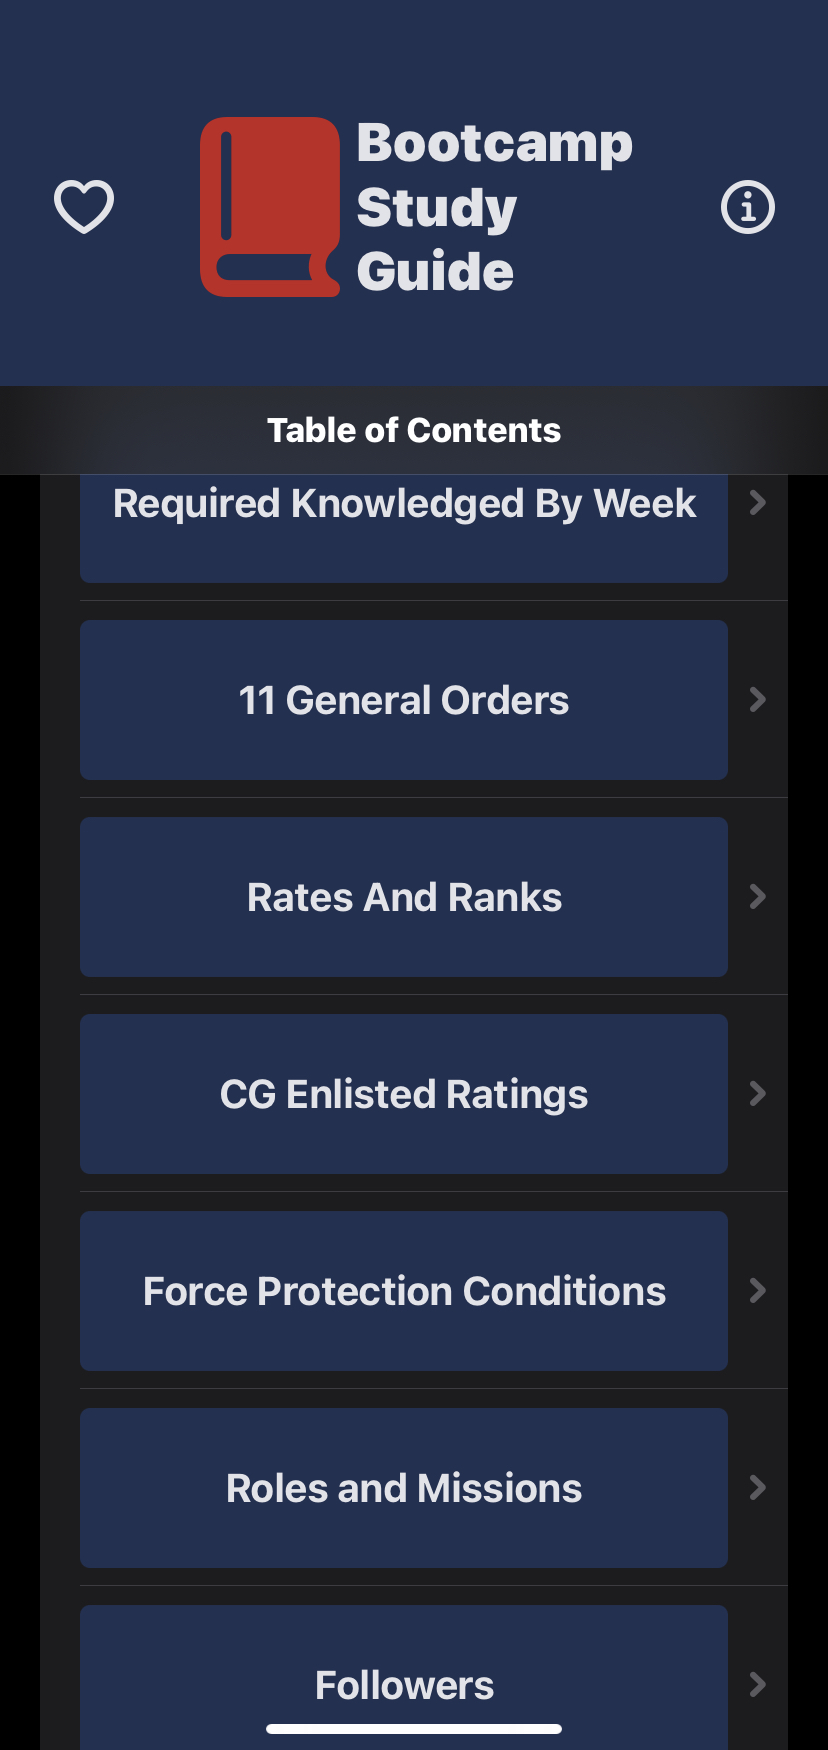 Bootcamp
Study
Guide
Table of Contents
Required Knowledged By Week
11 General Orders
Rates And Ranks
CG Enlisted Ratings
Force Protection Conditions
Roles and Missions
Followers